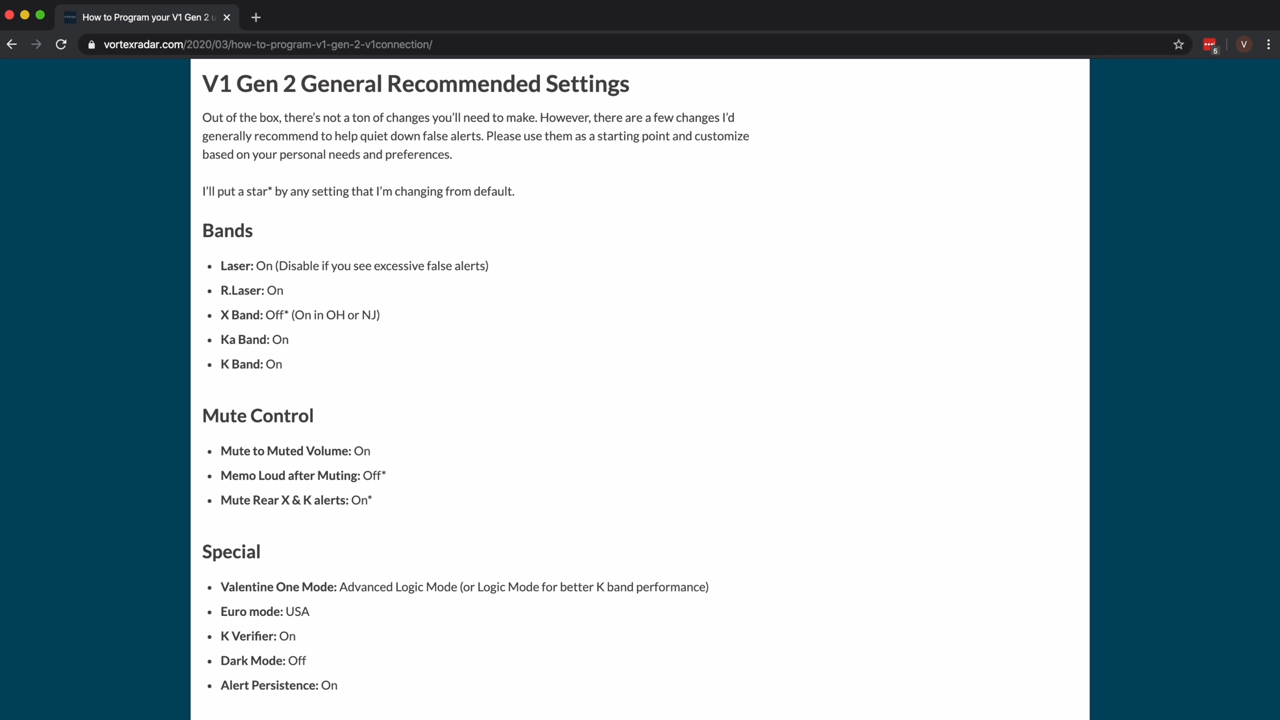 How to Program your V1 Gen 2 u
vortexradar.com/2020/03/how-to-program-v1-gen-2-v1connection/
5
V
V1 Gen 2 General Recommended Settings
Out of the box, there's not a ton of changes you'll need to make. However, there are a few changes I'd
generally recommend to help quiet down false alerts. Please use them as a starting point and customize
based on your personal needs and preferences.
I'll put a star* by any setting that I'm changing from default.
Bands
• Laser: On (Disable if you see excessive false alerts)
• R.Laser: On
• X Band: Off* (On in OH or NJ)
• Ka Band: On
• K Band: On
Mute Control
• Mute to Muted Volume: On
• Memo Loud after Muting: Off*
• Mute Rear X & K alerts: On*
Special
• Valentine One Mode: Advanced Logic Mode (or Logic Mode for better K band performance)
• Euro mode: USA
• K Verifier: On
• Dark Mode: Off
• Alert Persistence: On